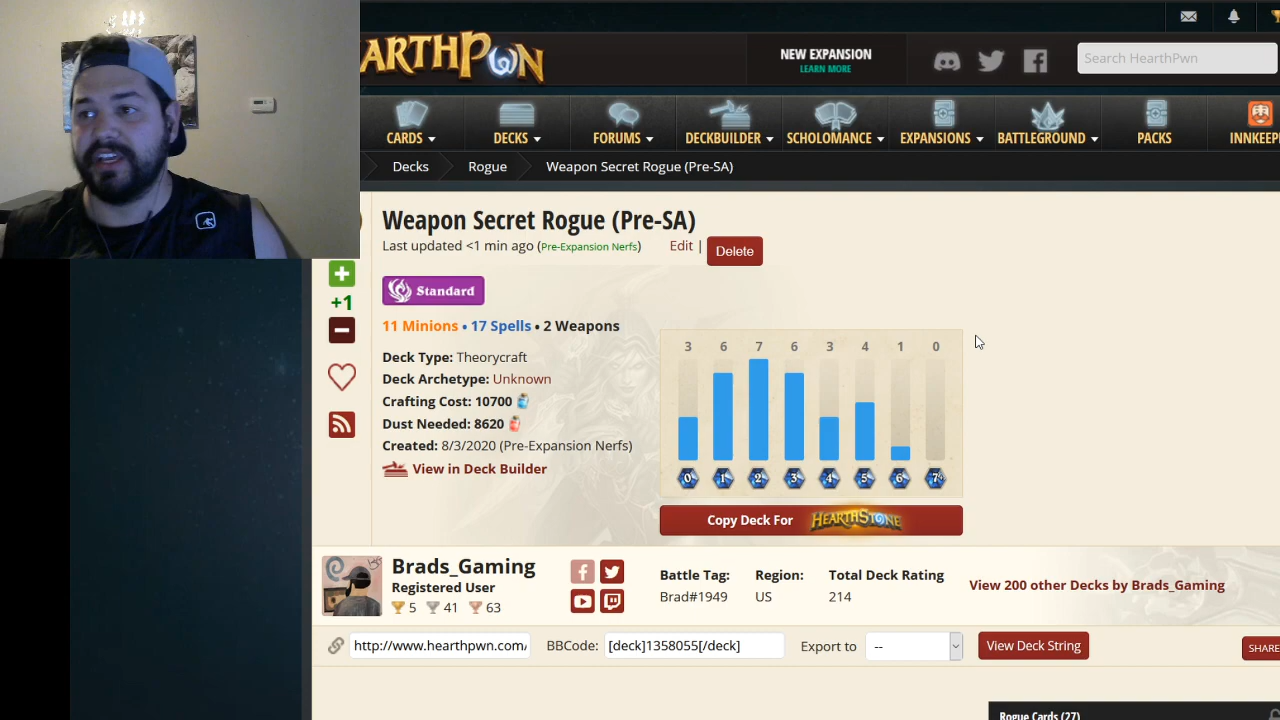 EARTHPWN
NEW EXPANSION
LEARN MORE
Search HearthPwn
CARDS
DECKS
FORUMS
DECKBUILDER
SCHOLOMANCE
EXPANSIONS
BATTLEGROUND
PACKS
INNKEEP
Decks
Rogue
Weapon Secret Rogue (Pre-SA)
Weapon Secret Rogue (Pre-SA)
Last updated <1 min ago (Pre-Expansion Nerfs)
Edit |
Delete
+1
Standard
11 Minions • 17 Spells • 2 Weapons
Deck Type: Theorycraft
Deck Archetype: Unknown
Crafting Cost: 10700
Dust Needed: 8620
Created: 8/3/2020 (Pre-Expansion Nerfs)
View in Deck Builder
3 6 7 6 3 4 1 0
0 1 2 3 4 5 6 7+
Copy Deck For HEARTHSTONE
Brads_Gaming
Registered User
5 41 63
Battle Tag:
Brad#1949
Region:
US
Total Deck Rating
214
View 200 other Decks by Brads_Gaming
http://www.hearthpwn.com/
BBCode:
[deck]1358055[/deck]
Export to
--
View Deck String
SHARE
Rogue Cards (27)